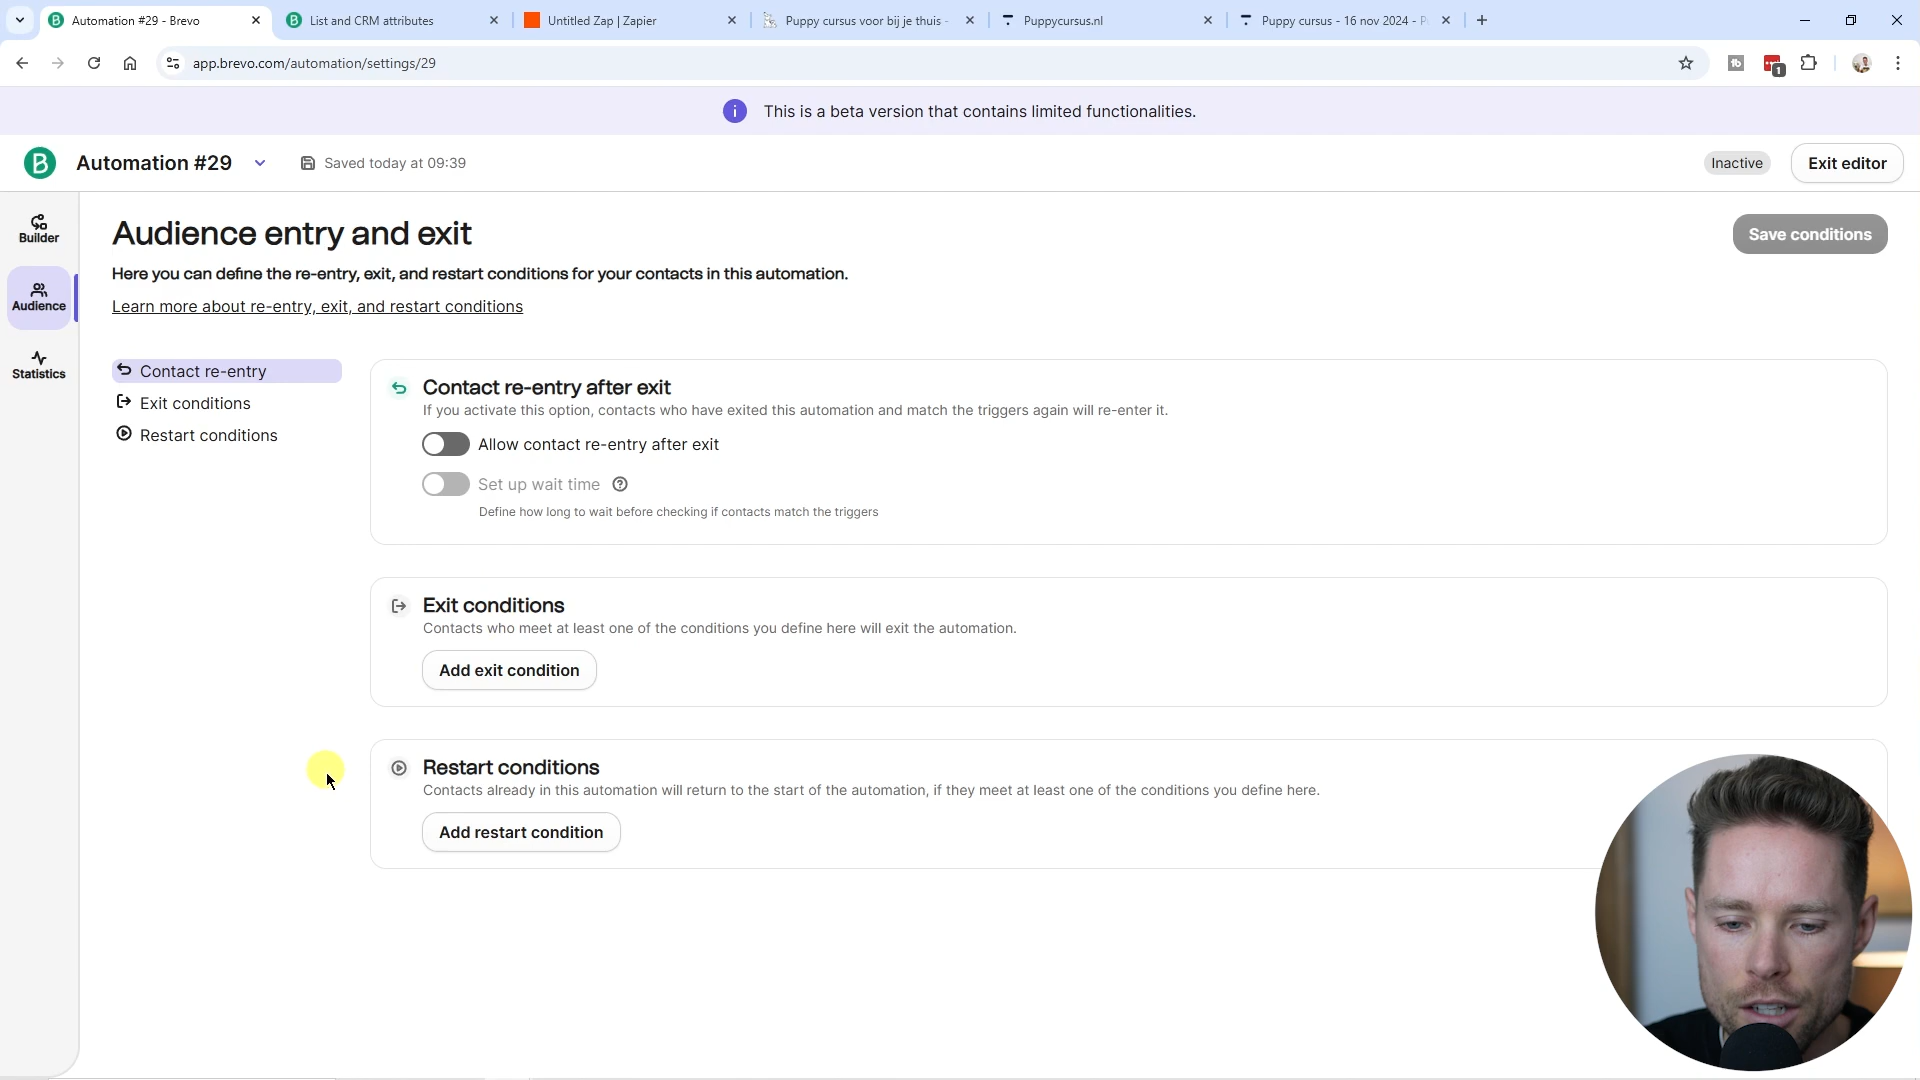 Automation #29 - Brevo
List and CRM attributes
Untitled Zap | Zapier
Puppy cursus voor bij je thuis -
Puppycursus.nl
Puppy cursus - 16 nov 2024 -
app.brevo.com/automation/settings/29
1
This is a beta version that contains limited functionalities.
Automation #29
Saved today at 09:39
Inactive
Exit editor
Builder
Audience
Statistics
Audience entry and exit
Save conditions
Here you can define the re-entry, exit, and restart conditions for your contacts in this automation.
Learn more about re-entry, exit, and restart conditions
Contact re-entry
Exit conditions
Restart conditions
Contact re-entry after exit
If you activate this option, contacts who have exited this automation and match the triggers again will re-enter it.
Allow contact re-entry after exit
Set up wait time
Define how long to wait before checking if contacts match the triggers
Exit conditions
Contacts who meet at least one of the conditions you define here will exit the automation.
Add exit condition
Restart conditions
Contacts already in this automation will return to the start of the automation, if they meet at least one of the conditions you define here.
Add restart condition